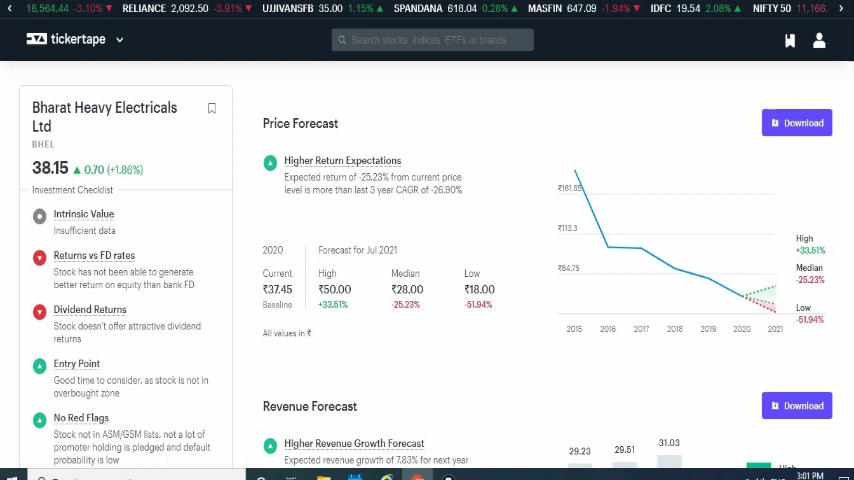 16,564.44 -3.10% ▼ RELIANCE 2,092.50 -3.91% ▼ UJJIVANSFB 35.00 1.15% ▲ SPANDANA 618.04 0.28% ▲ MASFIN 647.09 -1.94% ▼ IDFC 19.54 2.08% ▲ NIFTY 50 11,166.
tickertape
Search stocks, indices, ETFs or brands
Bharat Heavy Electricals
Ltd
BHEL
38.15 ▲ 0.70 (+1.86%)
Investment Checklist
Intrinsic Value
Insufficient data
Returns vs FD rates
Stock has not been able to generate
better return on equity than bank FD
Dividend Returns
Stock doesn't offer attractive dividend
returns
Entry Point
Good time to consider, as stock is not in
overbought zone
No Red Flags
Stock not in ASM/GSM lists, not a lot of
promoter holding is pledged and default
probability is low
Price Forecast
Download
Higher Return Expectations
Expected return of -25.23% from current price
level is more than last 3 year CAGR of -26.90%
2020 Forecast for Jul 2021
Current High Median Low
₹37.45 ₹50.00 ₹28.00 ₹18.00
Baseline +33.51% -25.23% -51.94%
All values in ₹
₹161.85
₹113.3
₹64.75
High
+33.51%
Median
-25.23%
Low
-51.94%
2015 2016 2017 2018 2019 2020 2021
Revenue Forecast
Download
Higher Revenue Growth Forecast
Expected revenue growth of 7.83% for next year
29.23 29.51 31.03
High
3:01 PM